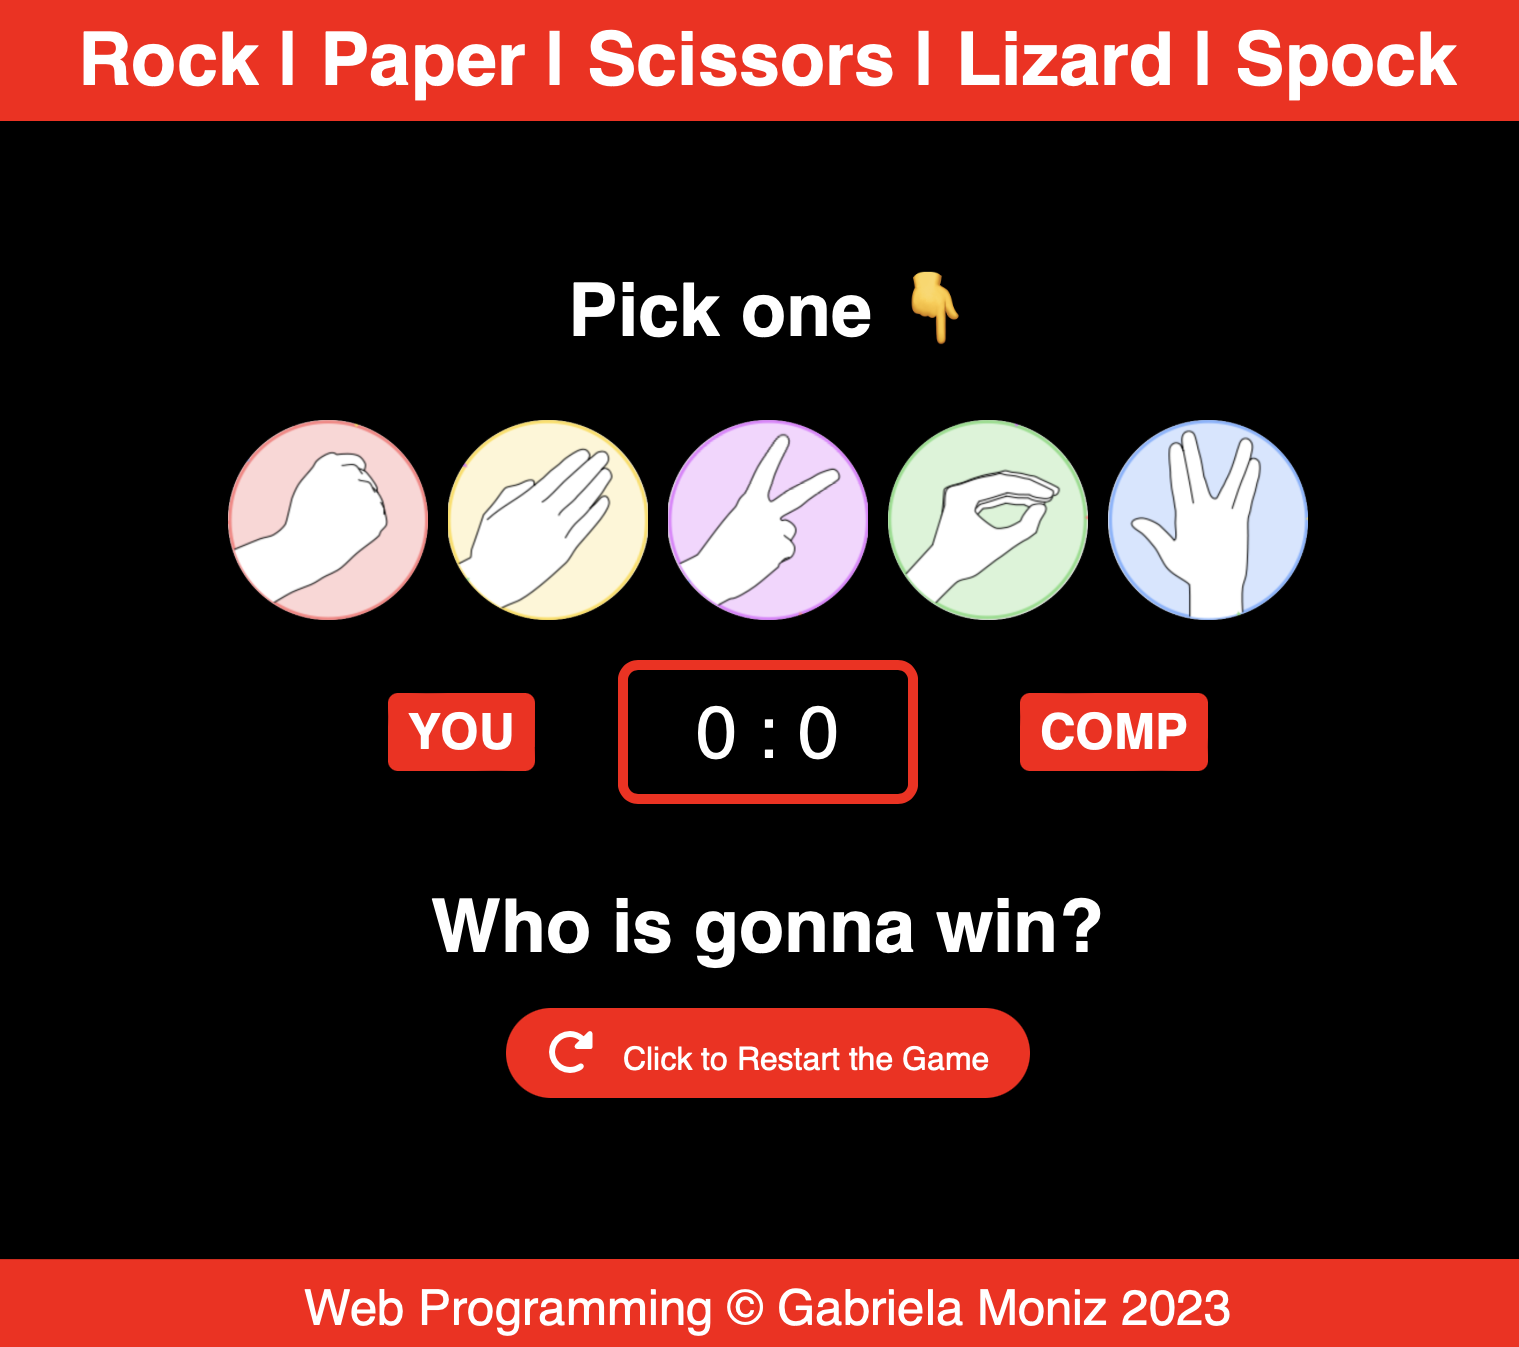 Rock | Paper | Scissors | Lizard | Spock
Pick one 👇
YOU
0 : 0
COMP
Who is gonna win?
Click to Restart the Game
Web Programming © Gabriela Moniz 2023